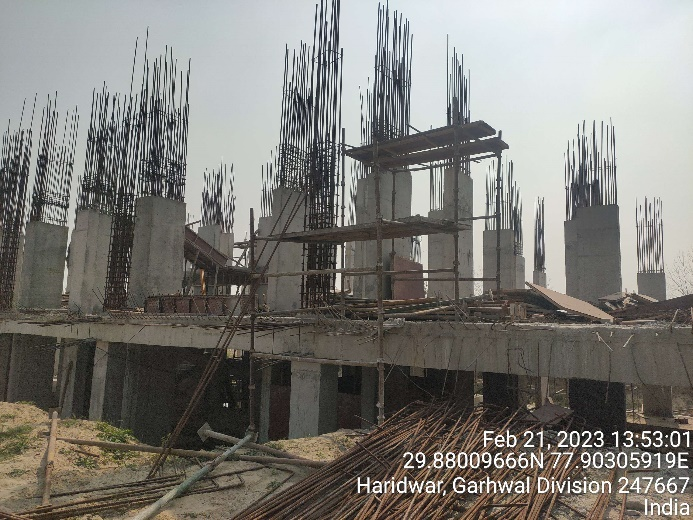 Feb 21, 2023 13:53:01
29.88009666N 77.90305919E
Haridwar, Garhwal Division 247667
India